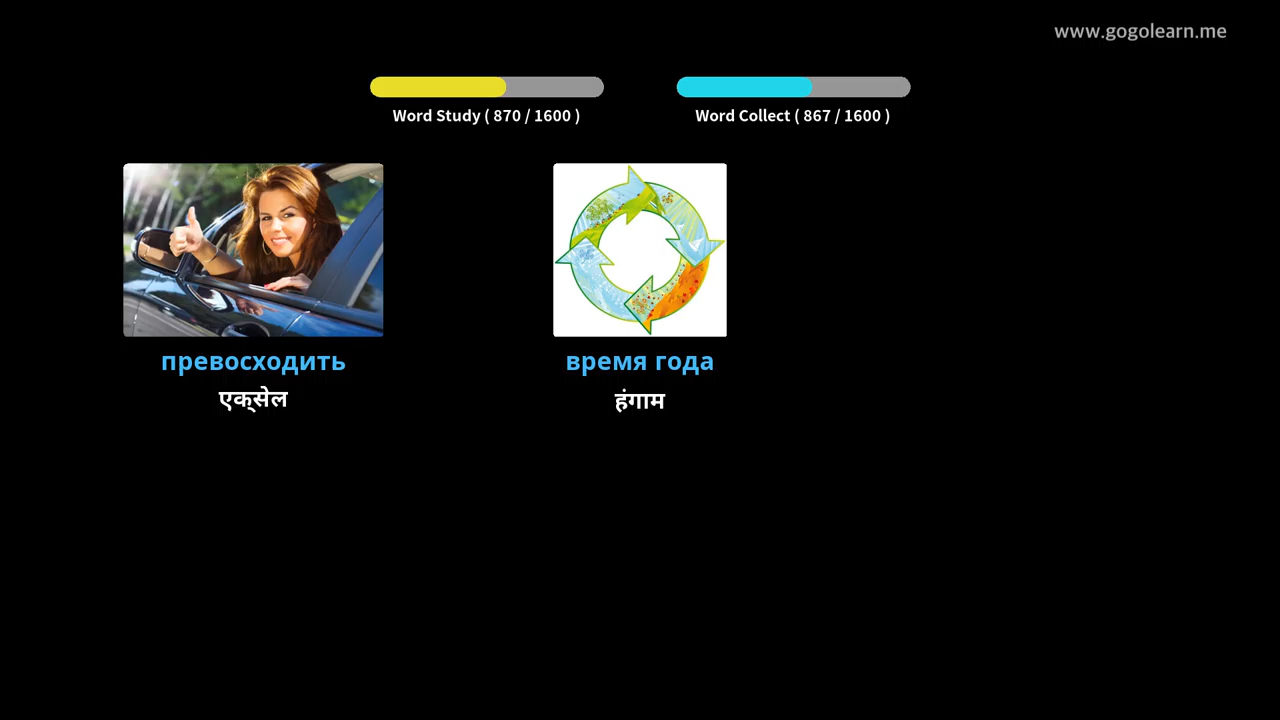 www.gogolearn.me
Word Study ( 870 / 1600 )
Word Collect ( 867 / 1600 )
превосходить
एक्सेल
время года
हंगाम